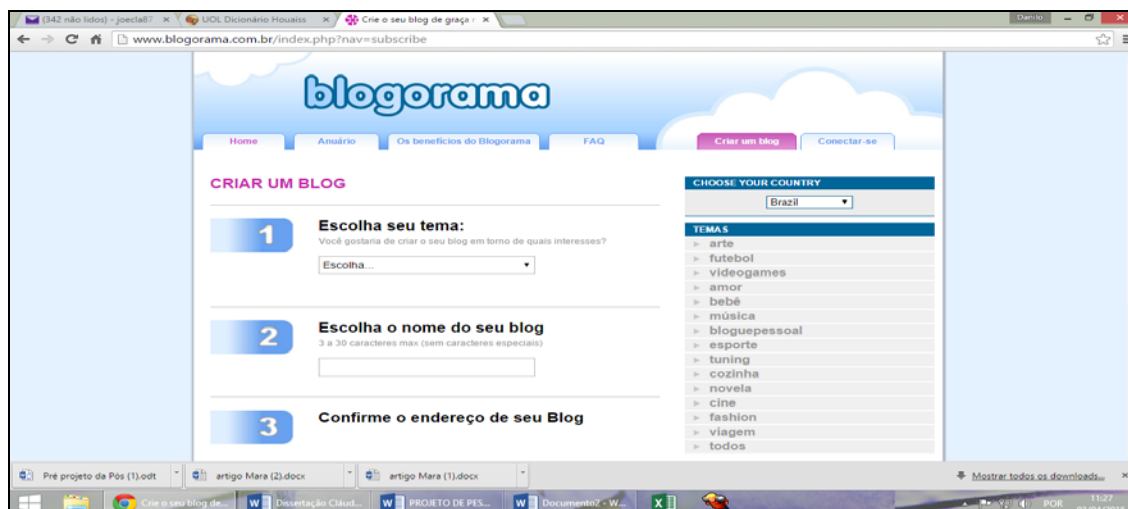 (342 não lidos) - joecla87
UOL Dicionário Houaiss
Crie o seu blog de graça
Danilo
www.blogorama.com.br/index.php?nav=subscribe
blogorama
Home
Anuário
Os benefícios do Blogorama
FAQ
Criar um blog
Conectar-se
CRIAR UM BLOG
1
Escolha seu tema:
Você gostaria de criar o seu blog em torno de quais interesses?
Escolha...
2
Escolha o nome do seu blog
3 a 30 caracteres max (sem caracteres especiais)
3
Confirme o endereço de seu Blog
CHOOSE YOUR COUNTRY
Brazil
TEMAS
arte
futebol
videogames
amor
bebê
música
bloguepessoal
esporte
tuning
cozinha
novela
cine
fashion
viagem
todos
Pré projeto da Pós (1).odt
artigo Mara (2).docx
artigo Mara (1).docx
Mostrar todos os downloads...
Crie o seu blog de...
Dissertação Cláud...
PROJETO DE PES...
Documento2 - W...
POR
11:27